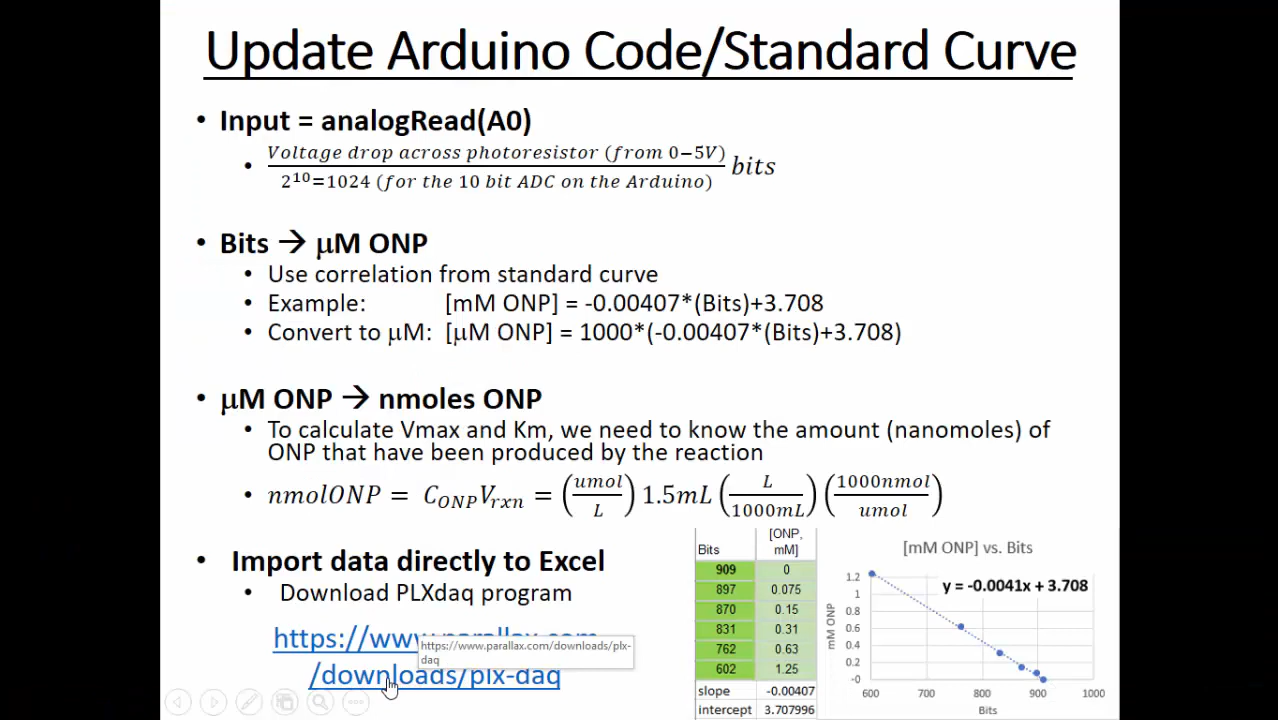 Update Arduino Code/Standard Curve
• Input = analogRead(A0)
• Voltage drop across photoresistor (from 0−5V)
2¹⁰=1024 (for the 10 bit ADC on the Arduino)
bits
• Bits → μM ONP
• Use correlation from standard curve
• Example: [mM ONP] = -0.00407*(Bits)+3.708
• Convert to μM: [μM ONP] = 1000*(-0.00407*(Bits)+3.708)
• μM ONP → nmoles ONP
• To calculate Vmax and Km, we need to know the amount (nanomoles) of
ONP that have been produced by the reaction
• nmolONP = C_ONP V_rxn = (umol/L) 1.5mL (L/1000mL) (1000nmol/umol)
• Import data directly to Excel
• Download PLXdaq program
https://www.parallax.com
/downloads/plx-daq
https://www.parallax.com/downloads/plx-
daq
Bits [ONP, mM]
909 0
897 0.075
870 0.15
831 0.31
762 0.63
602 1.25
slope -0.00407
intercept 3.707996
[mM ONP] vs. Bits
y = -0.0041x + 3.708
mM ONP
1.2
1
0.8
0.6
0.4
0.2
-0
600 700 800 900 1000
Bits